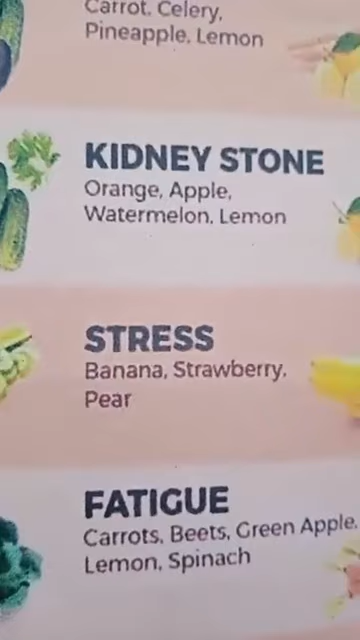 Carrot, Celery,
Pineapple, Lemon
KIDNEY STONE
Orange, Apple,
Watermelon, Lemon
STRESS
Banana, Strawberry,
Pear
FATIGUE
Carrots, Beets, Green Apple,
Lemon, Spinach